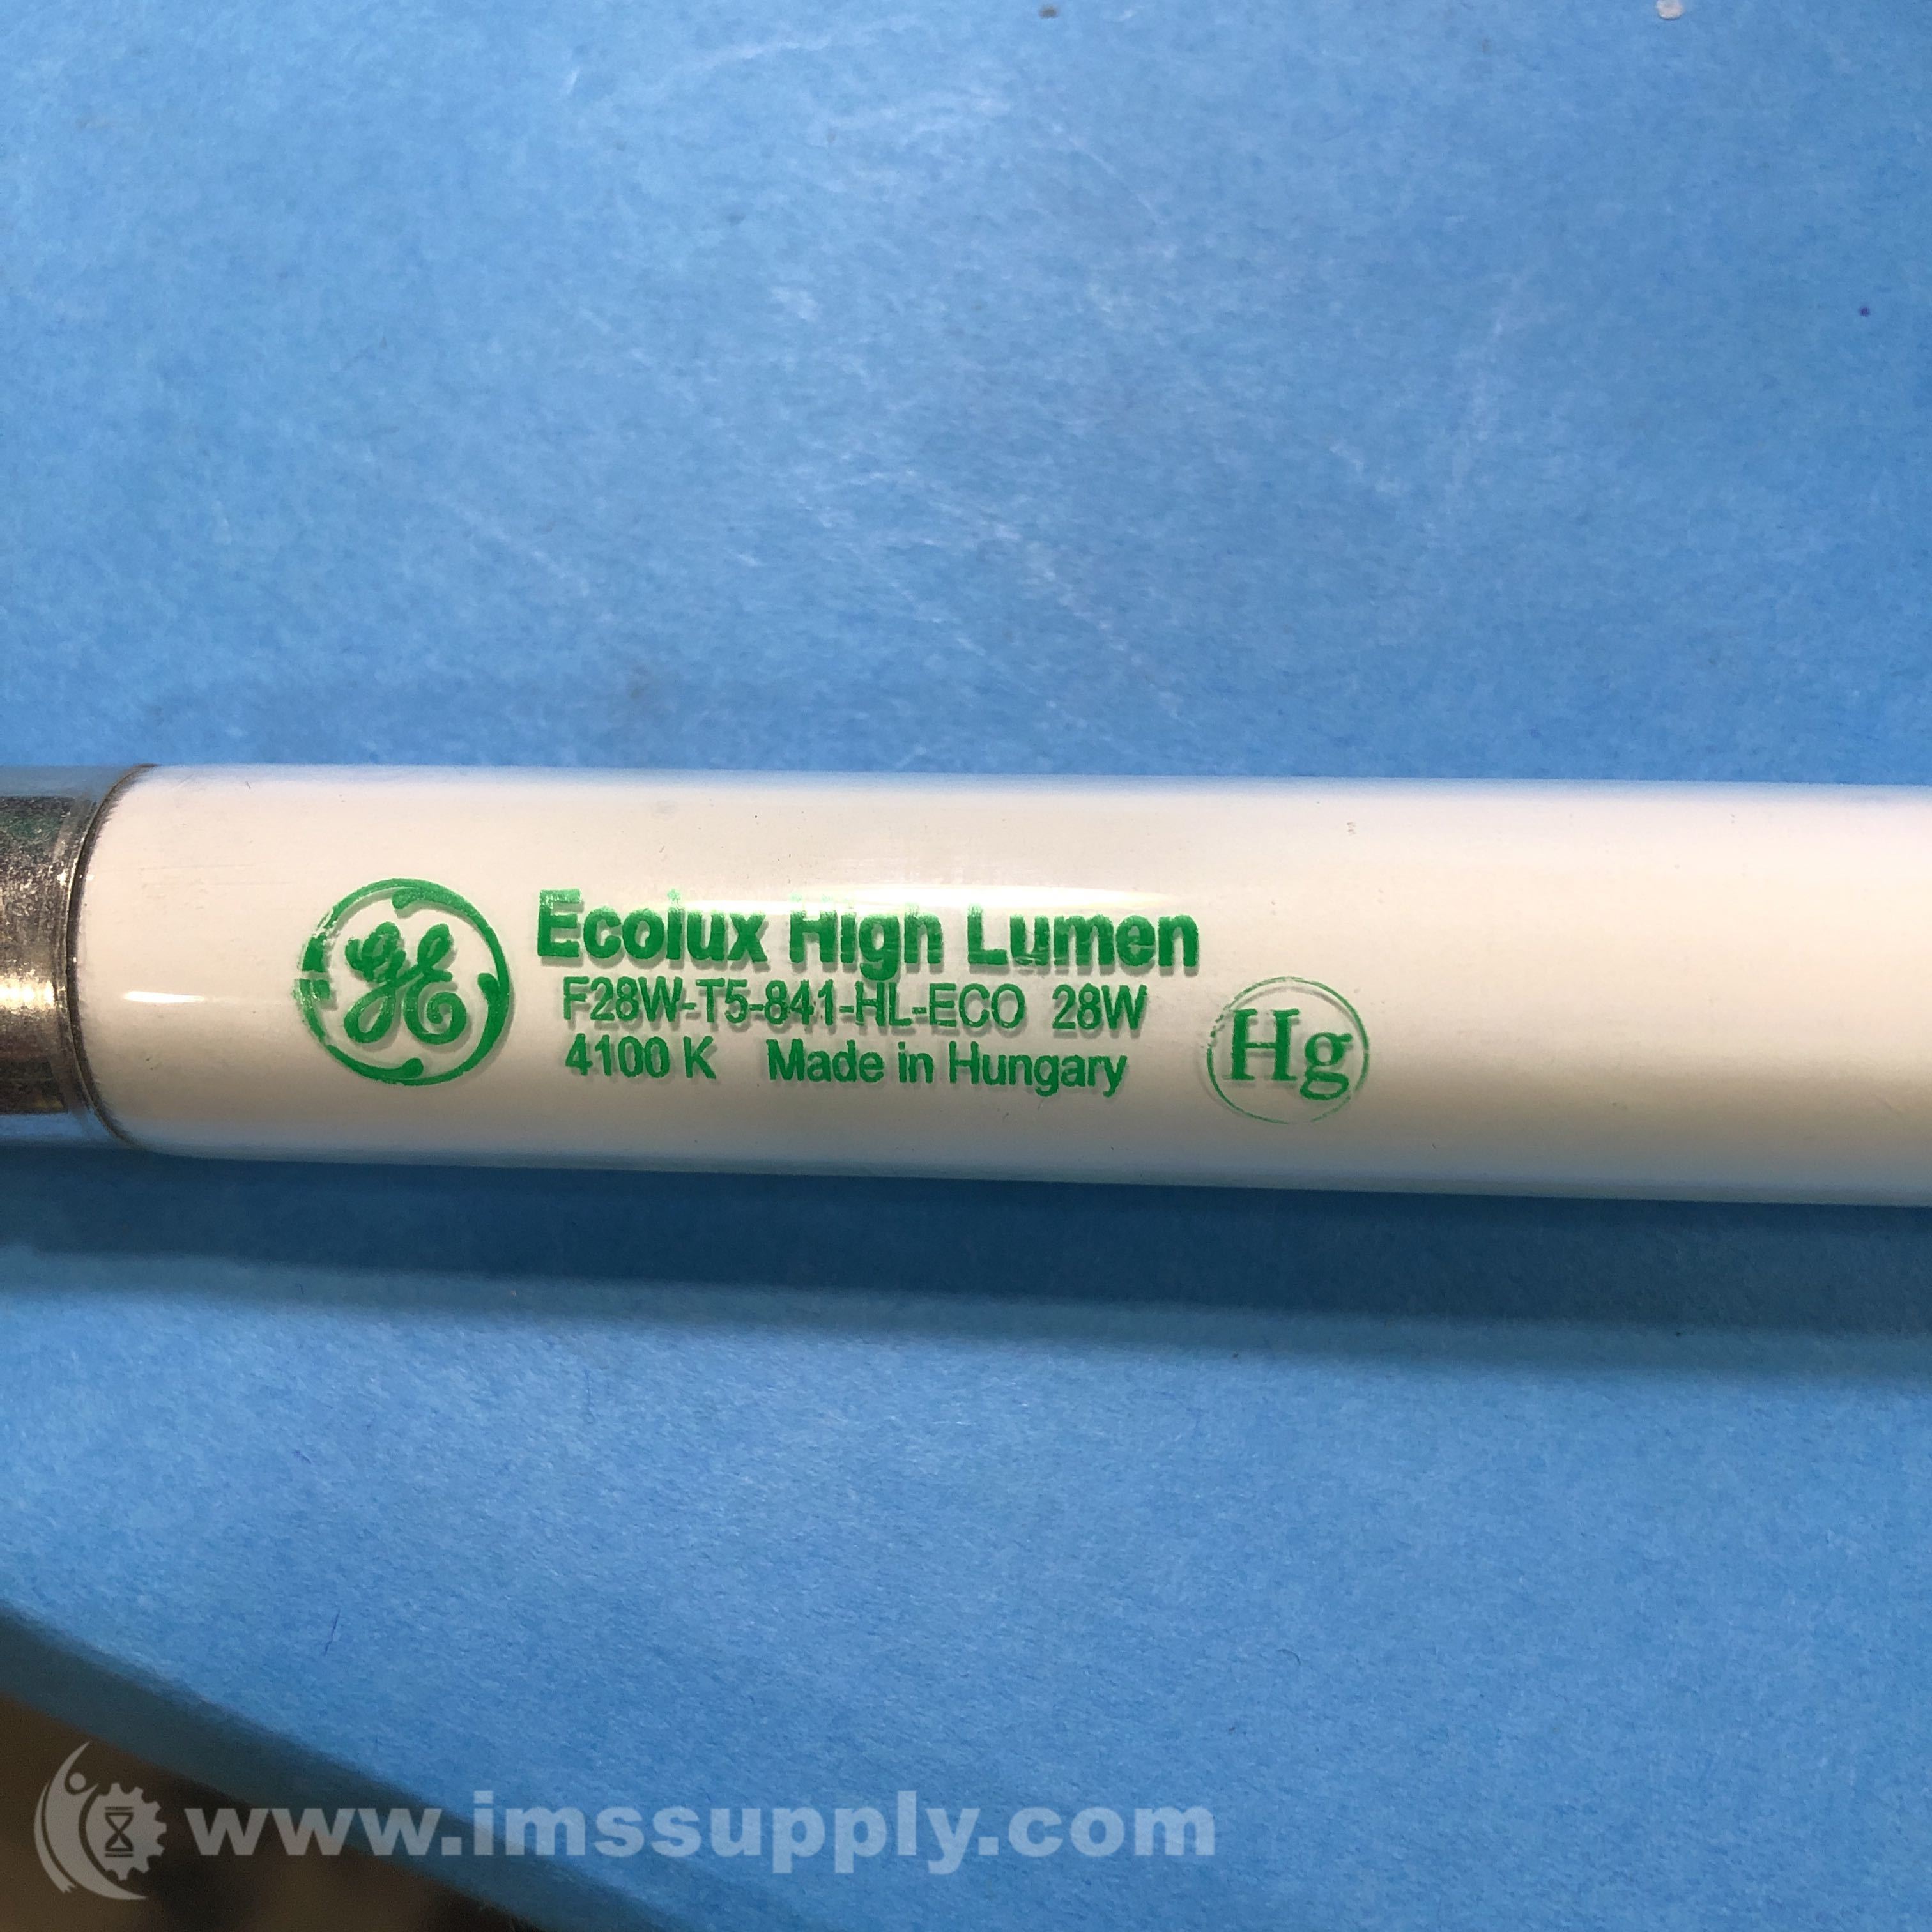 GE
Ecolux High Lumen
F28W-T5-841-HL-ECO 28W
4100 K Made in Hungary
Hg
www.imssupply.com